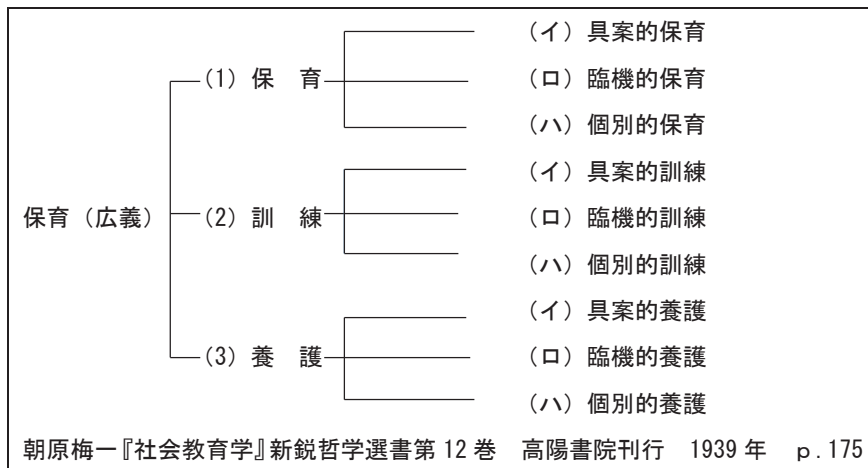 (イ) 具案的保育
(1) 保　育　(ロ) 臨機的保育
(ハ) 個別的保育
(イ) 具案的訓練
保育（広義）　(2) 訓　練　(ロ) 臨機的訓練
(ハ) 個別的訓練
(イ) 具案的養護
(3) 養　護　(ロ) 臨機的養護
(ハ) 個別的養護
朝原梅一『社会教育学』新鋭哲学選書第12巻　高陽書院刊行　1939年　p.175